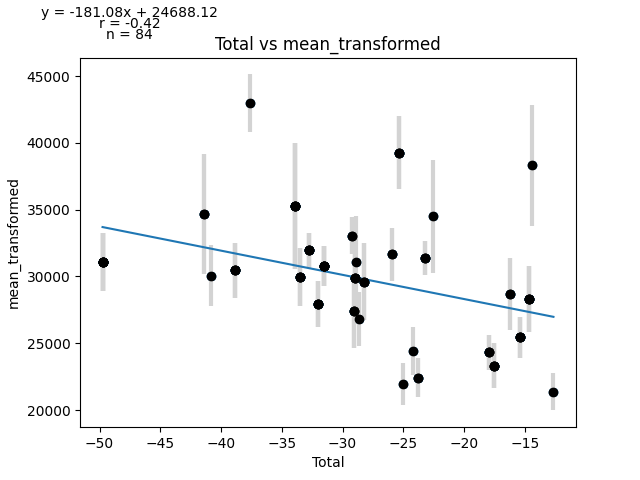 y = -181.08x + 24688.12
r = -0.42
n = 84
Total vs mean_transformed
45000
40000
35000
30000
25000
20000
mean_transformed
−50
−45
−40
−35
−30
−25
−20
−15
Total